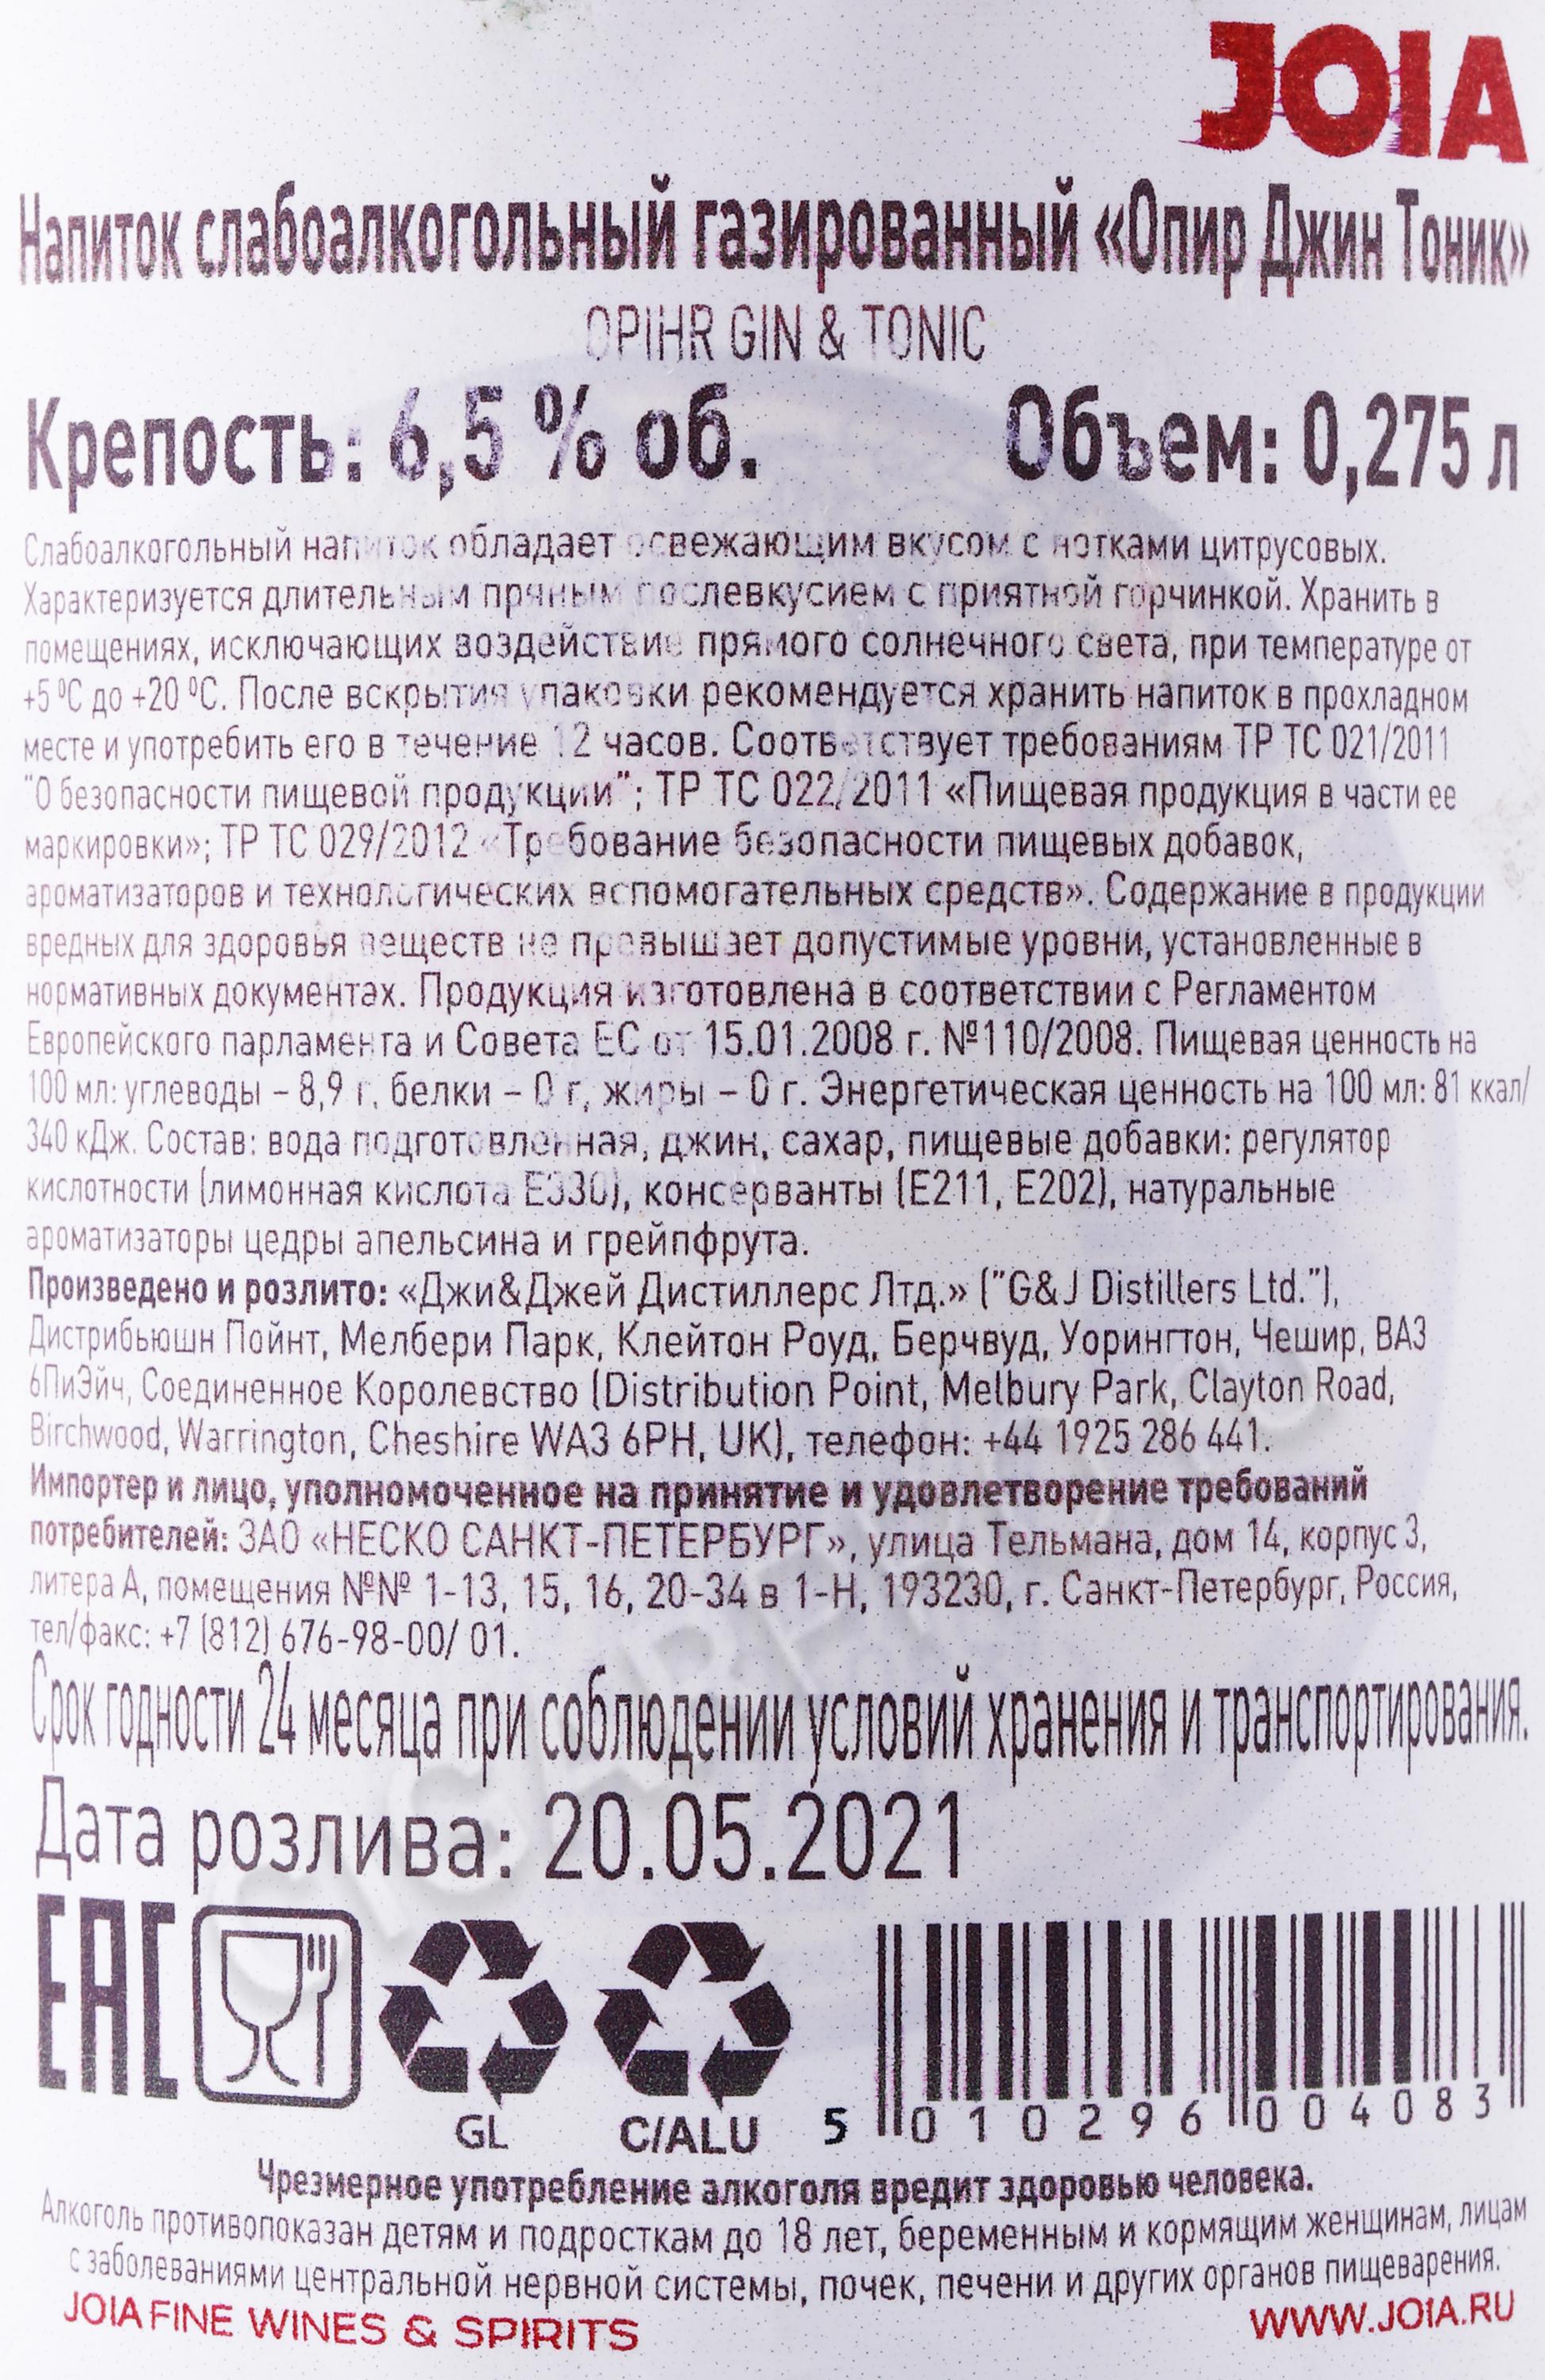 JOIA
Напиток слабоалкогольный газированный «Опир Джин Тоник»
OPIHR GIN & TONIC
Крепость: 6,5 % об. Объем: 0,275 л
Слабоалкогольный напиток обладает освежающим вкусом с нотками цитрусовых.
Характеризуется длительным пряным послевкусием с приятной горчинкой. Хранить в
помещениях, исключающих воздействие прямого солнечного света, при температуре от
+5 ºС до +20 ºС. После вскрытия упаковки рекомендуется хранить напиток в прохладном
месте и употребить его в течение 12 часов. Соответствует требованиям ТР ТС 021/2011
"О безопасности пищевой продукции"; ТР ТС 022/2011 «Пищевая продукция в части ее
маркировки»; ТР ТС 029/2012 «Требование безопасности пищевых добавок,
ароматизаторов и технологических вспомогательных средств». Содержание в продукции
вредных для здоровья веществ не превышает допустимые уровни, установленные в
нормативных документах. Продукция изготовлена в соответствии с Регламентом
Европейского парламента и Совета ЕС от 15.01.2008 г. №110/2008. Пищевая ценность на
100 мл: углеводы – 8,9 г, белки – 0 г, жиры – 0 г. Энергетическая ценность на 100 мл: 81 ккал/
340 кДж. Состав: вода подготовленная, джин, сахар, пищевые добавки: регулятор
кислотности (лимонная кислота Е330), консерванты (Е211, Е202), натуральные
ароматизаторы цедры апельсина и грейпфрута.
Произведено и розлито: «Джи&Джей Дистиллерс Лтд.» ("G&J Distillers Ltd."),
Дистрибьюшн Пойнт, Мелбери Парк, Клейтон Роуд, Берчвуд, Уорингтон, Чешир, ВАЗ
6ПиЭйч, Соединенное Королевство (Distribution Point, Melbury Park, Clayton Road,
Birchwood, Warrington, Cheshire WA3 6PH, UK), телефон: +44 1925 286 441.
Импортер и лицо, уполномоченное на принятие и удовлетворение требований
потребителей: ЗАО «НЕСКО САНКТ-ПЕТЕРБУРГ», улица Тельмана, дом 14, корпус 3,
литера А, помещения №№ 1-13, 15, 16, 20-34 в 1-Н, 193230, г. Санкт-Петербург, Россия,
тел/факс: +7 (812) 676-98-00/ 01.
Срок годности 24 месяца при соблюдении условий хранения и транспортирования.
Дата розлива: 20.05.2021
EAC
GL C/ALU 5 010296 004083
Чрезмерное употребление алкоголя вредит здоровью человека.
Алкоголь противопоказан детям и подросткам до 18 лет, беременным и кормящим женщинам, лицам
с заболеваниями центральной нервной системы, почек, печени и других органов пищеварения.
JOIA FINE WINES & SPIRITS WWW.JOIA.RU